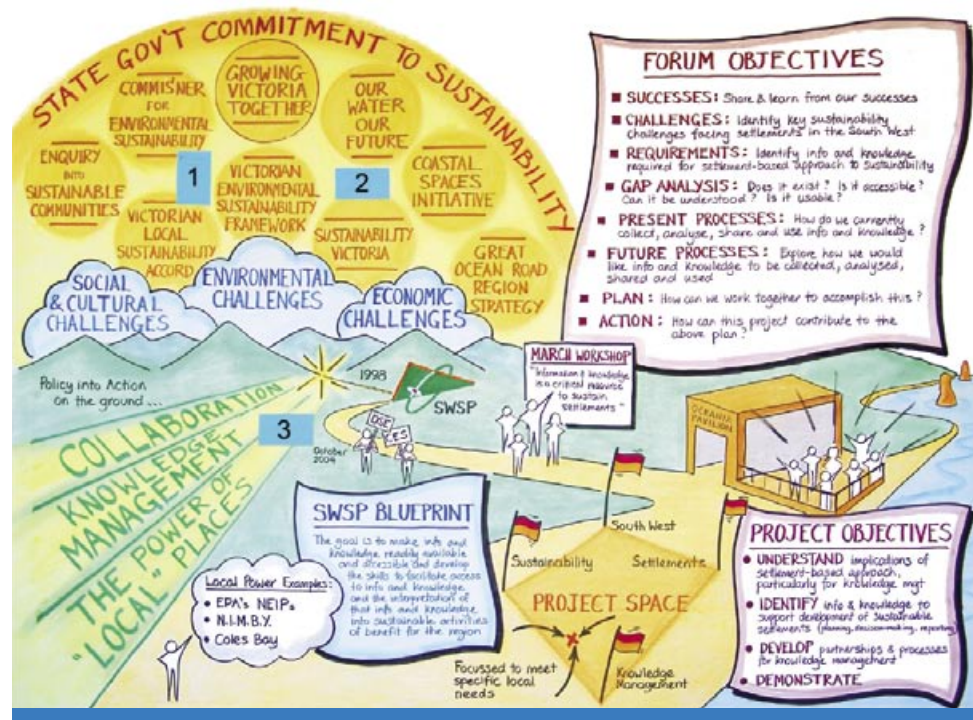 STATE GOV'T COMMITMENT TO SUSTAINABILITY
COMMIS'NER
FOR
ENVIRONMENTAL
SUSTAINABILITY
GROWING
VICTORIA
TOGETHER
OUR
WATER
OUR
FUTURE
ENQUIRY
INTO
SUSTAINABLE
COMMUNITIES
1
VICTORIAN
ENVIRONMENTAL
SUSTAINABILITY
FRAMEWORK
2
COASTAL
SPACES
INITIATIVE
VICTORIAN
LOCAL
SUSTAINABILITY
ACCORD
SUSTAINABILITY
VICTORIA
GREAT
OCEAN ROAD
REGION
STRATEGY
SOCIAL
& CULTURAL
CHALLENGES
ENVIRONMENTAL
CHALLENGES
ECONOMIC
CHALLENGES
FORUM OBJECTIVES
SUCCESSES: Share & learn from our successes
CHALLENGES: Identify key sustainability
challenges facing settlements in the South West
REQUIREMENTS: Identify info and knowledge
required for settlement-based approach to sustainability
GAP ANALYSIS: Does it exist? Is it accessible?
Can it be understood? Is it usable?
PRESENT PROCESSES: How do we currently
collect, analyse, share and use info and knowledge?
FUTURE PROCESSES: Explore how we would
like info and knowledge to be collected, analysed,
shared and used
PLAN: How can we work together to accomplish this?
ACTION: How can this project contribute to the
above plan?
Policy into Action
on the ground...
COLLABORATION
KNOWLEDGE
MANAGEMENT
THE POWER OF
"LOCAL" PLACES
3
1998
SWSP
October
2004
DSE
CES
MARCH WORKSHOP
"Information & knowledge
is a critical resource
to sustain
settlements"
OCEANIA
PAVILION
SWSP BLUEPRINT
The goal is to make info and
knowledge readily available
and accessible and develop
the skills to facilitate access
to info and knowledge,
and the interpretation of
that info and knowledge
into sustainable activities
of benefit for the region
Local Power Examples:
EPA's NEIPs
N.I.M.B.Y.
Coles Bay
South West
Sustainability
Settlements
PROJECT SPACE
Focussed to meet
specific local
needs
Knowledge
Management
PROJECT OBJECTIVES
UNDERSTAND implications of
settlement-based approach,
particularly for knowledge mgt
IDENTIFY info & knowledge to
support development of sustainable
settlements (planning, decision-making, reporting)
DEVELOP partnerships & processes
for knowledge management
DEMONSTRATE